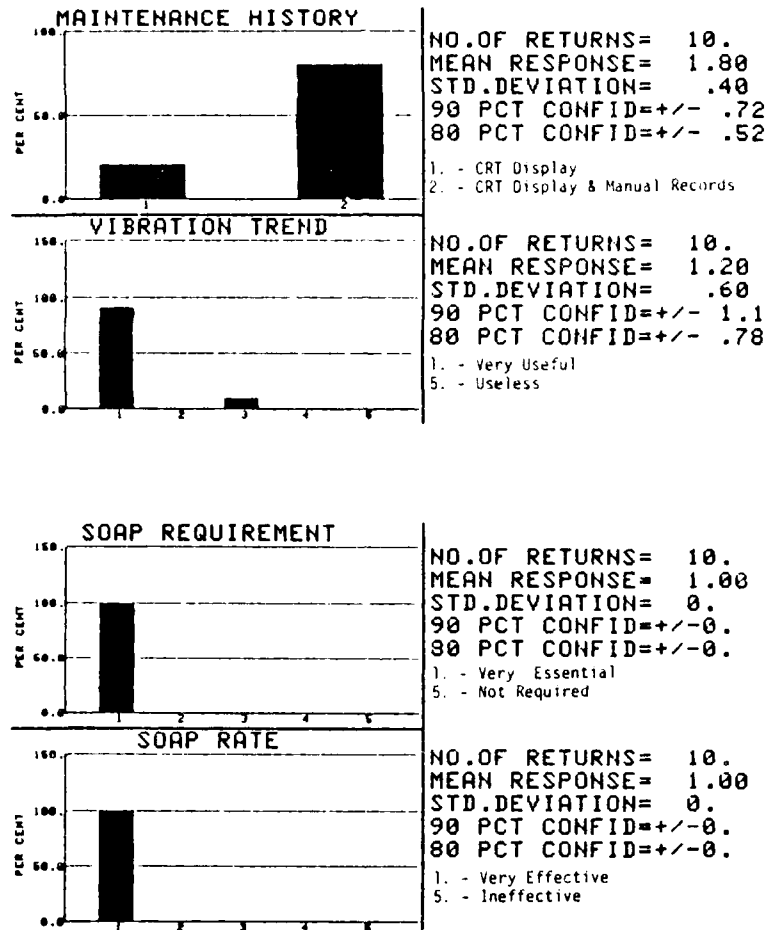 MAINTENANCE HISTORY
100.
50.0
0.0
PER CENT
1 2
NO.OF RETURNS= 10.
MEAN RESPONSE= 1.80
STD.DEVIATION= .40
90 PCT CONFID=+/- .72
80 PCT CONFID=+/- .52
1. - CRT Display
2. - CRT Display & Manual Records
VIBRATION TREND
150.
100.
50.0
0.0
PER CENT
1 2 3 4 5
NO.OF RETURNS= 10.
MEAN RESPONSE= 1.20
STD.DEVIATION= .60
90 PCT CONFID=+/- 1.1
80 PCT CONFID=+/- .78
1. - Very Useful
5. - Useless
SOAP REQUIREMENT
150.
100.
50.0
0.0
PER CENT
1 2 3 4 5
NO.OF RETURNS= 10.
MEAN RESPONSE= 1.00
STD.DEVIATION= 0.
90 PCT CONFID=+/-0.
80 PCT CONFID=+/-0.
1. - Very Essential
5. - Not Required
SOAP RATE
150.
100.
50.0
0.0
PER CENT
1 2 3 4 5
NO.OF RETURNS= 10.
MEAN RESPONSE= 1.00
STD.DEVIATION= 0.
90 PCT CONFID=+/-0.
80 PCT CONFID=+/-0.
1. - Very Effective
5. - Ineffective